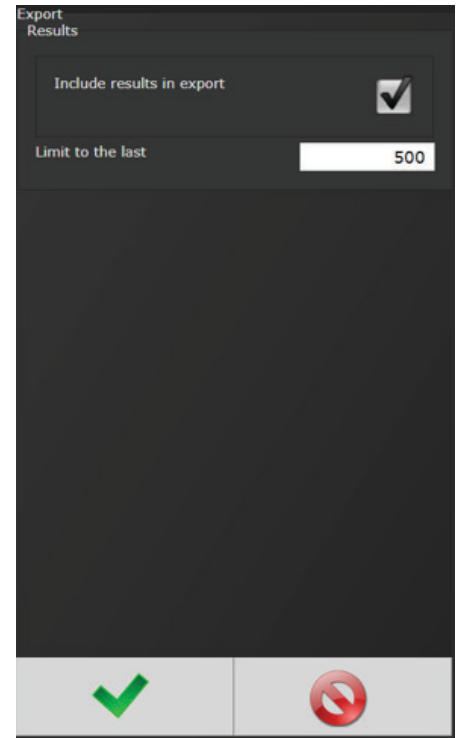 Export
Results
Include results in export
Limit to the last
500